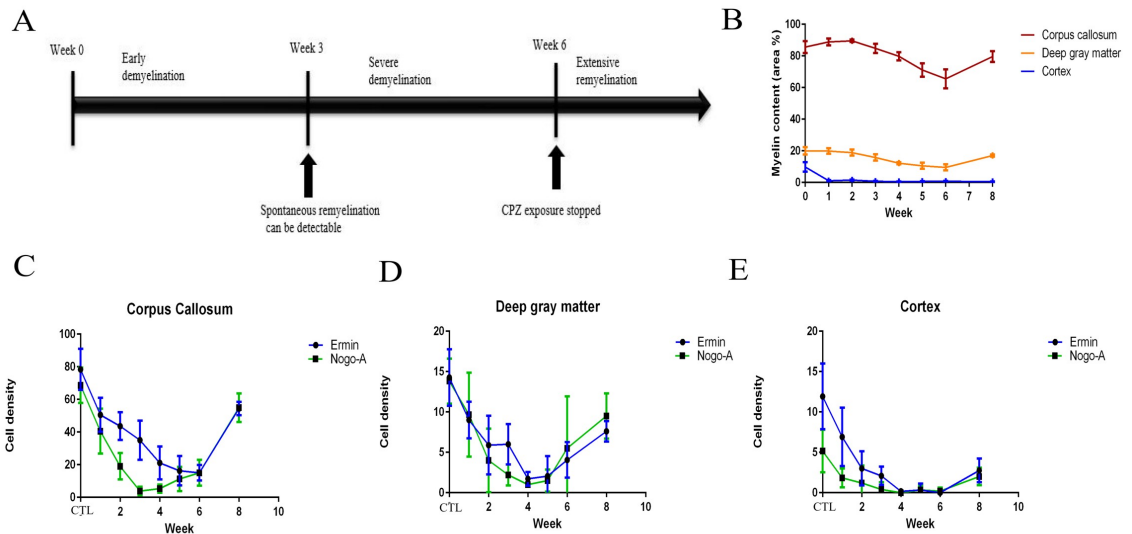 A
Week 0
Early
demyelination
Week 3
Severe
demyelination
Week 6
Extensive
remyelination
Spontaneous remyelination
can be detectable
CPZ exposure stopped
B
Myelin content (area %)
100
80
60
40
20
0
0 1 2 3 4 5 6 7 8
Week
Corpus callosum
Deep gray matter
Cortex
C
Corpus Callosum
Cell density
100
80
60
40
20
0
CTL 2 4 6 8 10
Week
Ermin
Nogo-A
D
Deep gray matter
Cell density
20
15
10
5
0
CTL 2 4 6 8 10
Week
Ermin
Nogo-A
E
Cortex
Cell density
20
15
10
5
0
CTL 2 4 6 8 10
Week
Ermin
Nogo-A